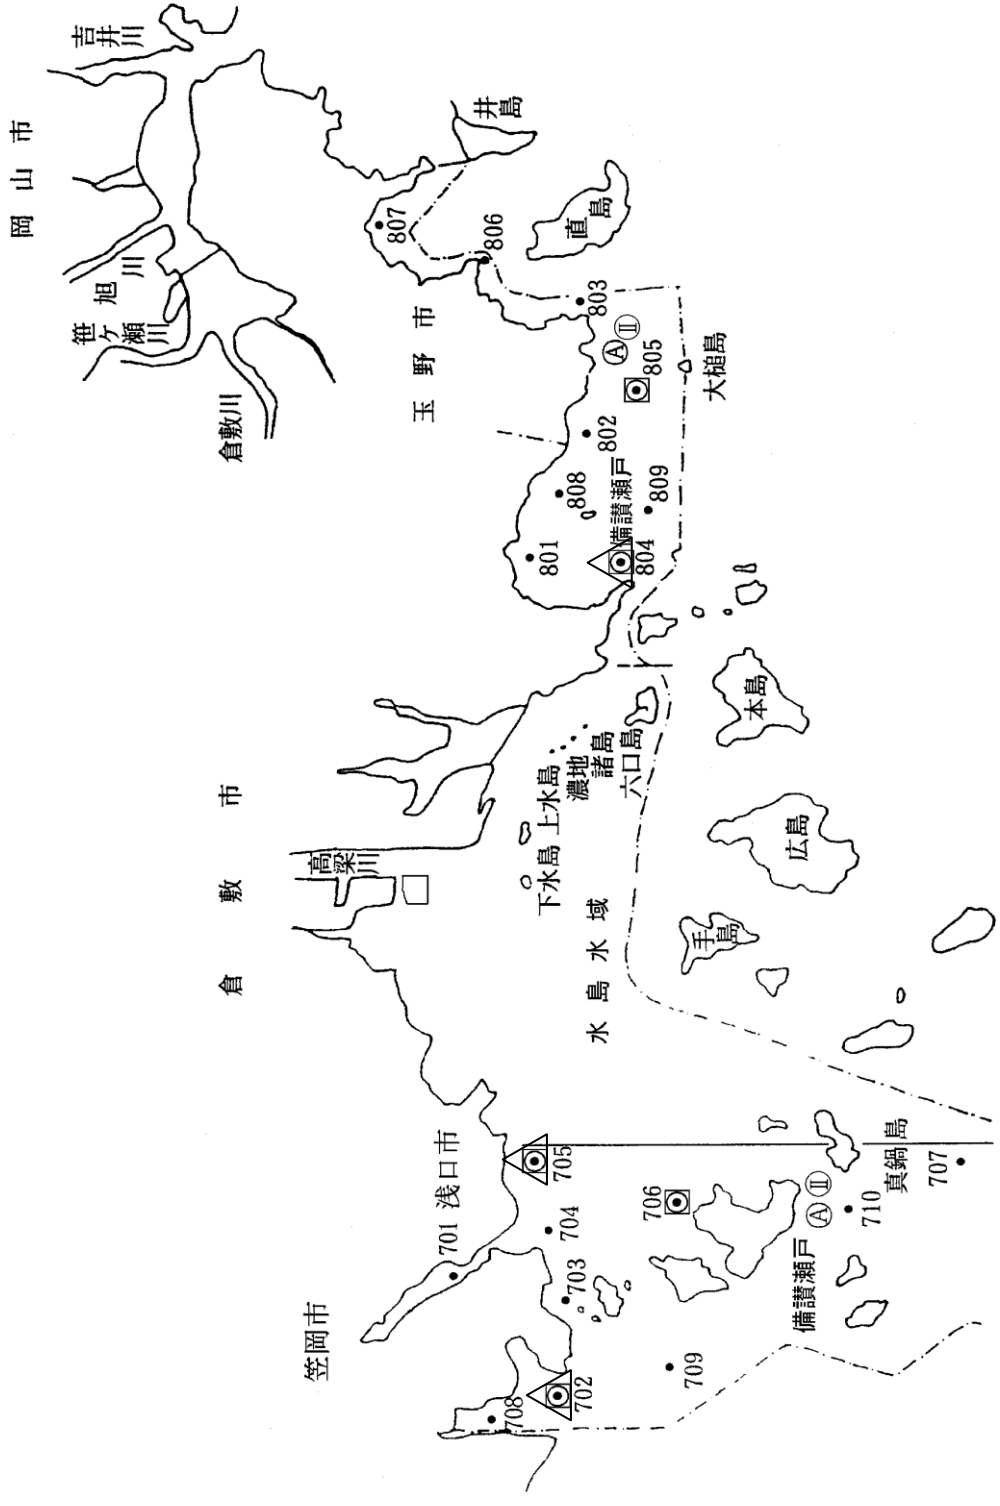 岡山市
吉井川
旭川
笹ヶ瀬川
倉敷川
玉野市
井島
直島
807
806
803
Ⓐ Ⅱ
805
大槌島
802
808
備讃瀬戸
809
801
804
倉敷市
高梁川
上水島
下水島
濃地諸島
六口島
本島
広島
手島
水島水域
浅口市
笠岡市
701
705
704
703
706
702
708
709
真鍋島
707
710
Ⓐ Ⅱ
備讃瀬戸